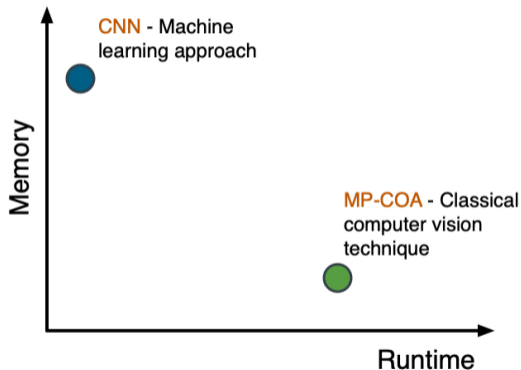 CNN - Machine
learning approach
Memory
MP-COA - Classical
computer vision
technique
Runtime